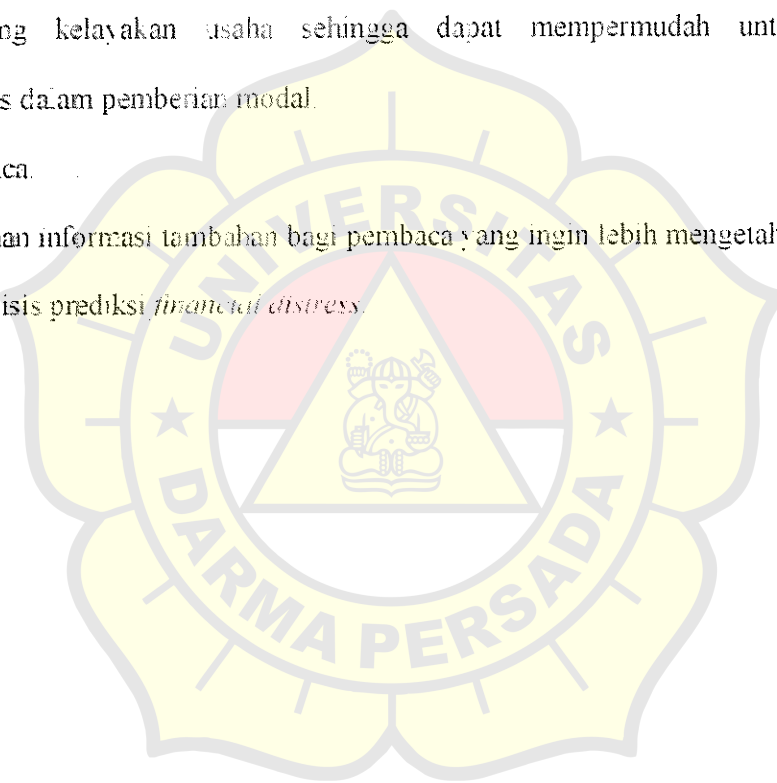 ng kelayakan usaha sehingga dapat mempermudah unt
s dalam pemberian modal.
ca.
an informasi tambahan bagi pembaca yang ingin lebih mengetah
isis prediksi financial distress.
UNIVERSITAS
DARMA PERSADA